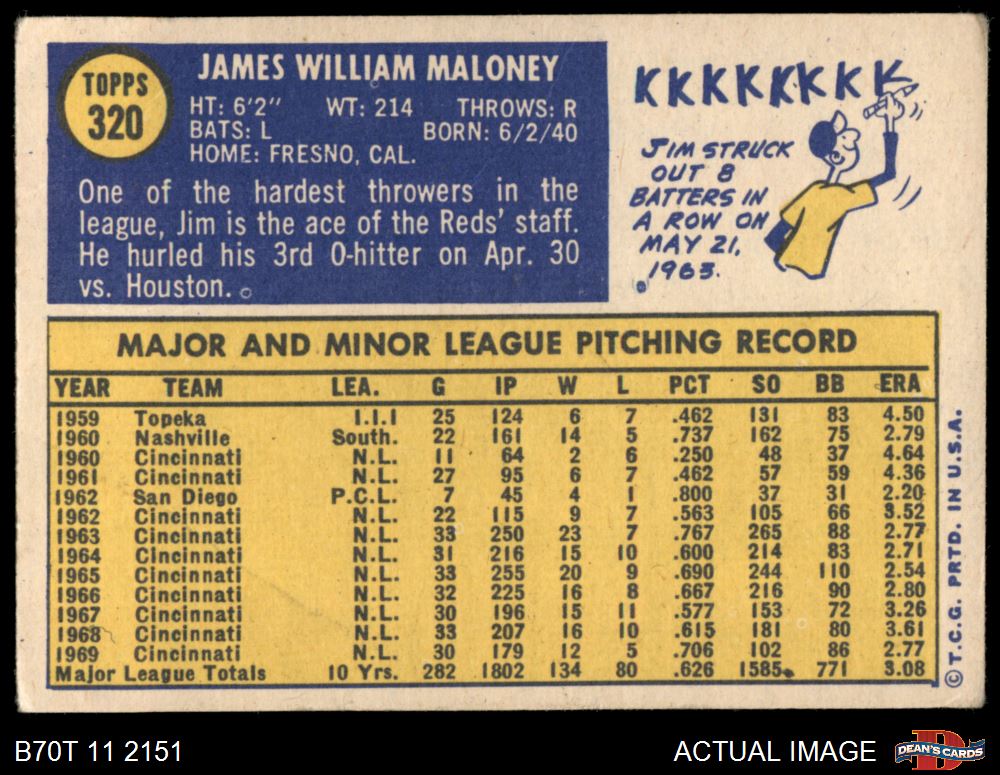 TOPPS
320
JAMES WILLIAM MALONEY
HT: 6'2" WT: 214 THROWS: R
BATS: L BORN: 6/2/40
HOME: FRESNO, CAL.
One of the hardest throwers in the
league, Jim is the ace of the Reds' staff.
He hurled his 3rd 0-hitter on Apr. 30
vs. Houston.
KKKKKKKK
JIM STRUCK
OUT 8
BATTERS IN
A ROW ON
MAY 21,
1963.
MAJOR AND MINOR LEAGUE PITCHING RECORD
YEAR TEAM LEA. G IP W L PCT SO BB ERA
1959 Topeka I.I.I 25 124 6 7 .462 131 83 4.50
1960 Nashville South. 22 161 14 5 .737 162 75 2.79
1960 Cincinnati N.L. 11 64 2 6 .250 48 37 4.64
1961 Cincinnati N.L. 27 95 6 7 .462 57 59 4.36
1962 San Diego P.C.L. 7 45 4 1 .800 37 31 2.20
1962 Cincinnati N.L. 22 115 9 7 .563 105 66 3.52
1963 Cincinnati N.L. 33 250 23 7 .767 265 88 2.77
1964 Cincinnati N.L. 31 216 15 10 .600 214 83 2.71
1965 Cincinnati N.L. 33 255 20 9 .690 244 110 2.54
1966 Cincinnati N.L. 32 225 16 8 .667 216 90 2.80
1967 Cincinnati N.L. 30 196 15 11 .577 153 72 3.26
1968 Cincinnati N.L. 33 207 16 10 .615 181 80 3.61
1969 Cincinnati N.L. 30 179 12 5 .706 102 86 2.77
Major League Totals 10 Yrs. 282 1802 134 80 .626 1585 771 3.08
© T.C.G. PRTD. IN U.S.A.
B70T 11 2151
ACTUAL IMAGE
D
DEAN'S CARDS